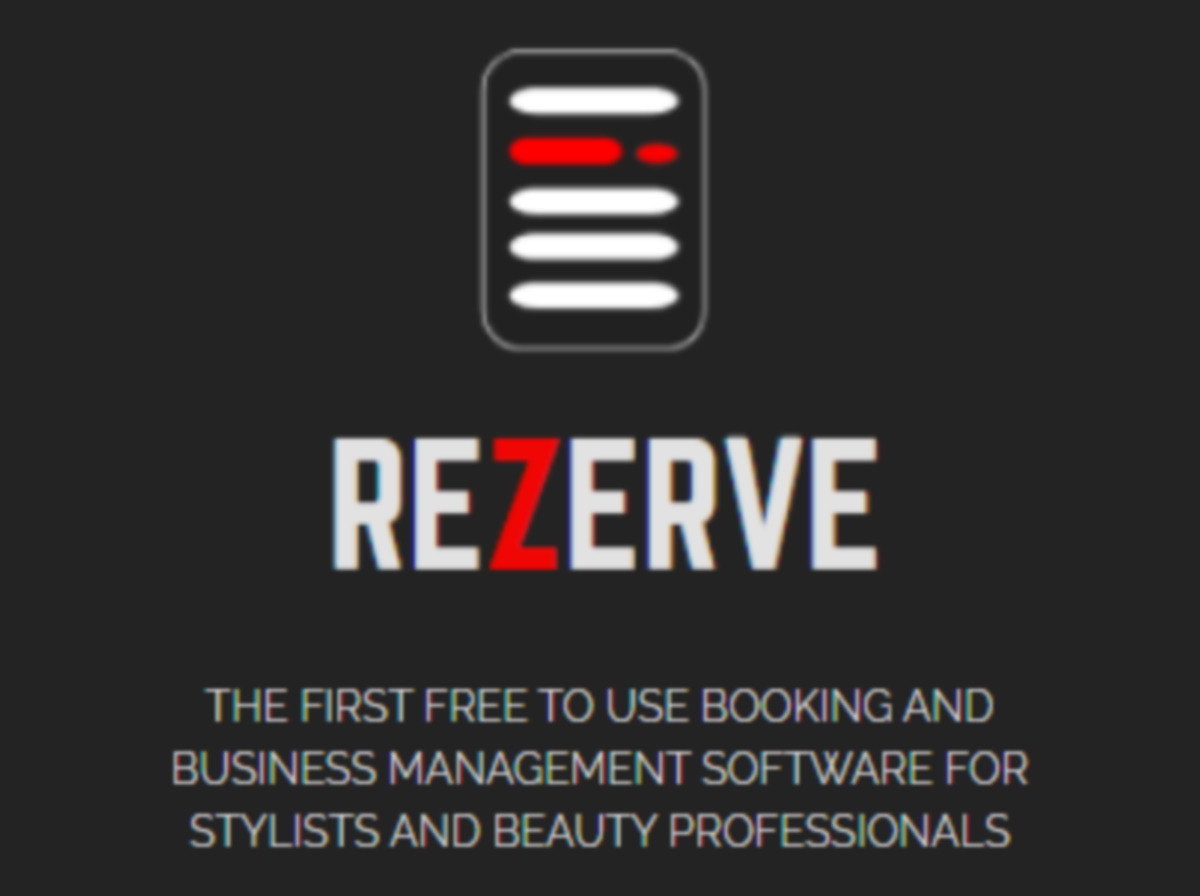 REZERVE
THE FIRST FREE TO USE BOOKING AND
BUSINESS MANAGEMENT SOFTWARE FOR
STYLISTS AND BEAUTY PROFESSIONALS